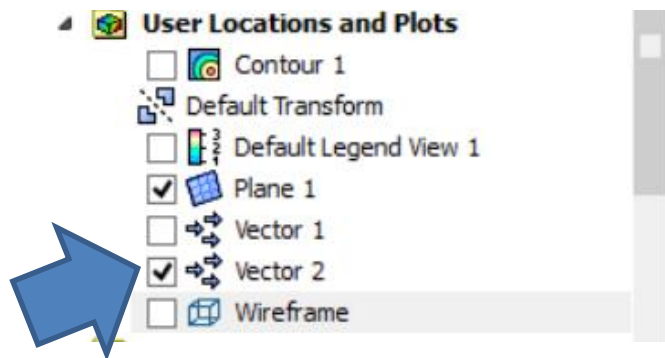 User Locations and Plots
Contour 1
Default Transform
Default Legend View 1
Plane 1
Vector 1
Vector 2
Wireframe